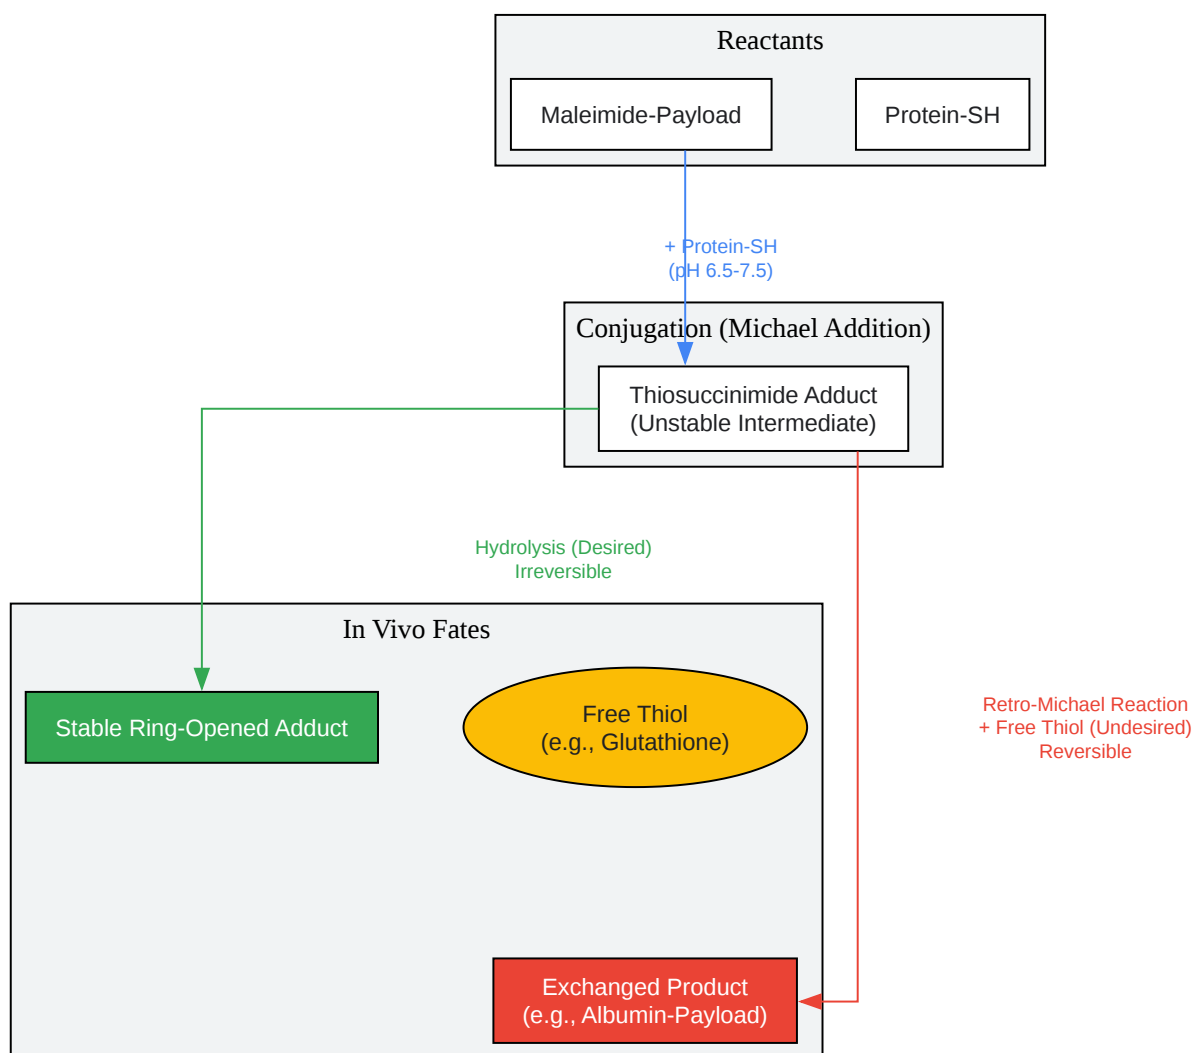 Reactants
Maleimide-Payload
Protein-SH
+ Protein-SH
(pH 6.5-7.5)
Conjugation (Michael Addition)
Thiosuccinimide Adduct
(Unstable Intermediate)
Hydrolysis (Desired)
Irreversible
In Vivo Fates
Stable Ring-Opened Adduct
Free Thiol
(e.g., Glutathione)
Retro-Michael Reaction
+ Free Thiol (Undesired)
Reversible
Exchanged Product
(e.g., Albumin-Payload)